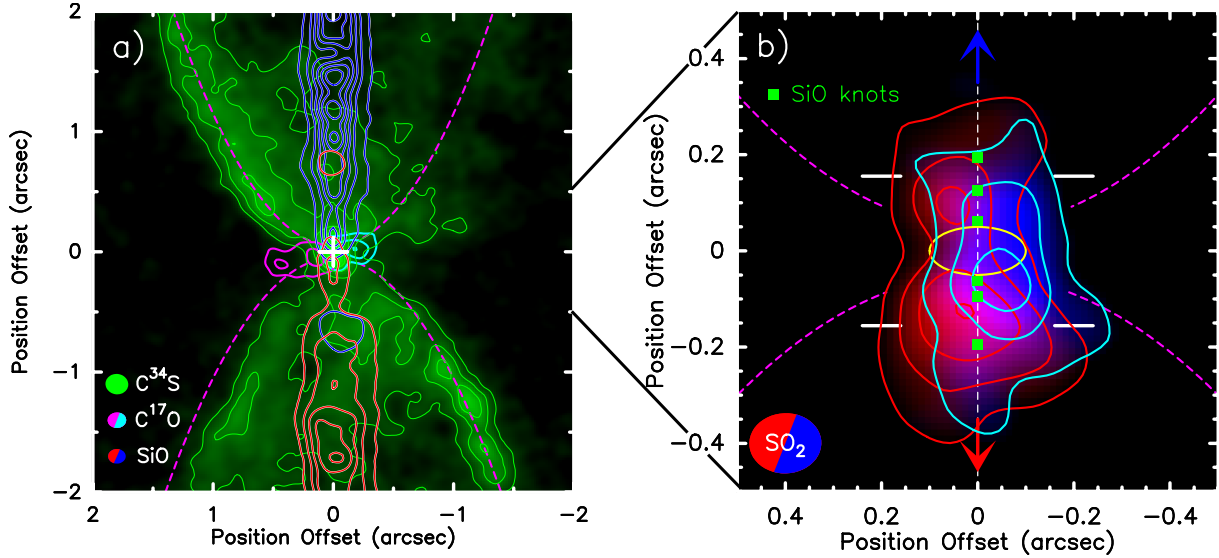 a)
2
1
0
−1
−2
Position Offset (arcsec)
C³⁴S
C¹⁷O
SiO
2
1
0
−1
−2
Position Offset (arcsec)
b)
SiO knots
0.4
0.2
0
−0.2
−0.4
Position Offset (arcsec)
SO₂
0.4
0.2
0
−0.2
−0.4
Position Offset (arcsec)